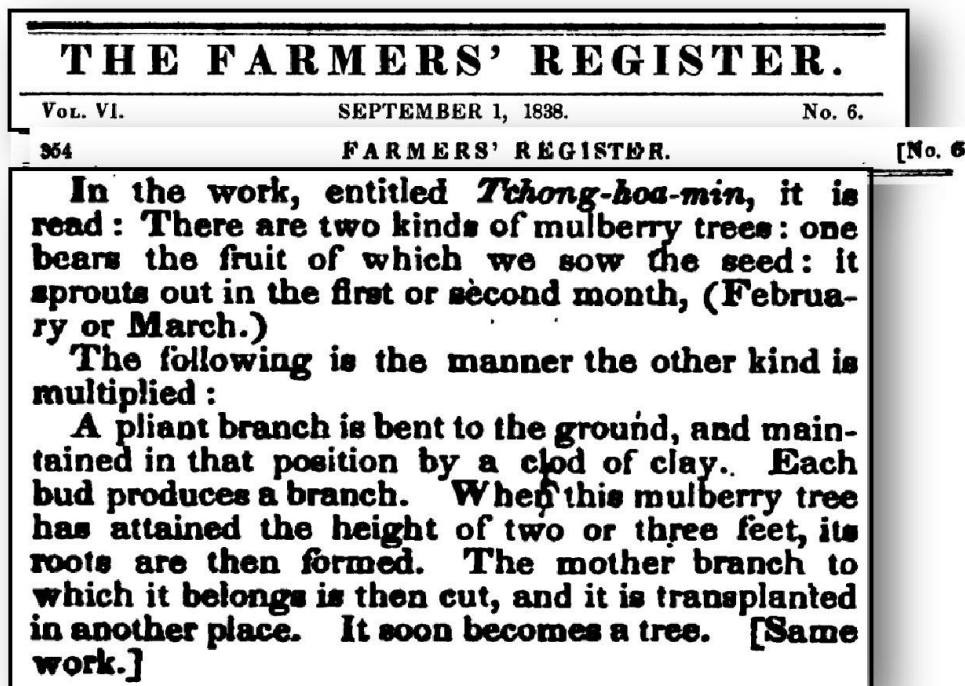 THE FARMERS' REGISTER.
VOL. VI. SEPTEMBER 1, 1838. No. 6.
354 FARMERS' REGISTER. [No. 6
In the work, entitled Tchong-hoa-min, it is
read: There are two kinds of mulberry trees: one
bears the fruit of which we sow the seed: it
sprouts out in the first or second month, (Februa-
ry or March.)
The following is the manner the other kind is
multiplied:
A pliant branch is bent to the ground, and main-
tained in that position by a clod of clay. Each
bud produces a branch. When this mulberry tree
has attained the height of two or three feet, its
roots are then formed. The mother branch to
which it belongs is then cut, and it is transplanted
in another place. It soon becomes a tree. [Same
work.]